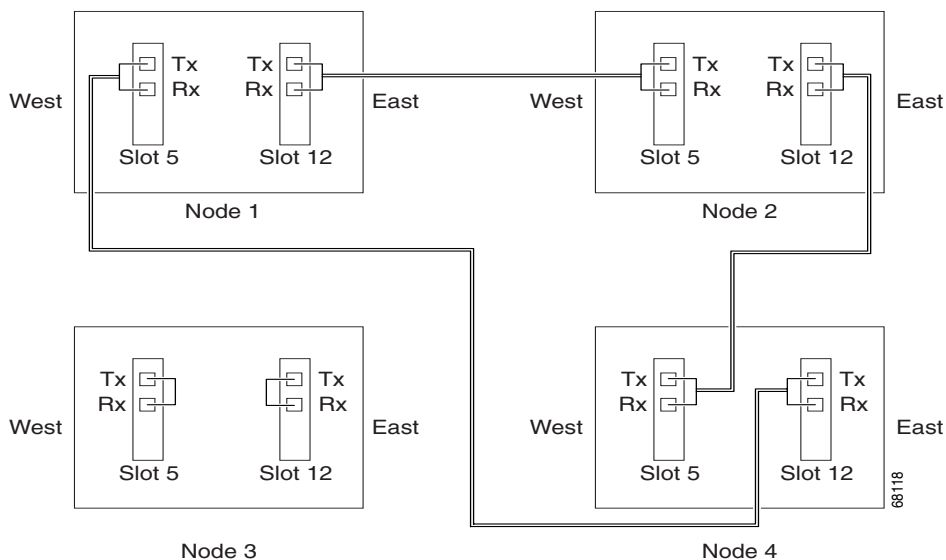 Tx Tx Tx Tx
West Rx Rx East West Rx Rx East
Slot 5 Slot 12 Slot 5 Slot 12
Node 1 Node 2
Tx Tx Tx Tx
West Rx Rx East West Rx Rx East
Slot 5 Slot 12 Slot 5 Slot 12
68118
Node 3 Node 4